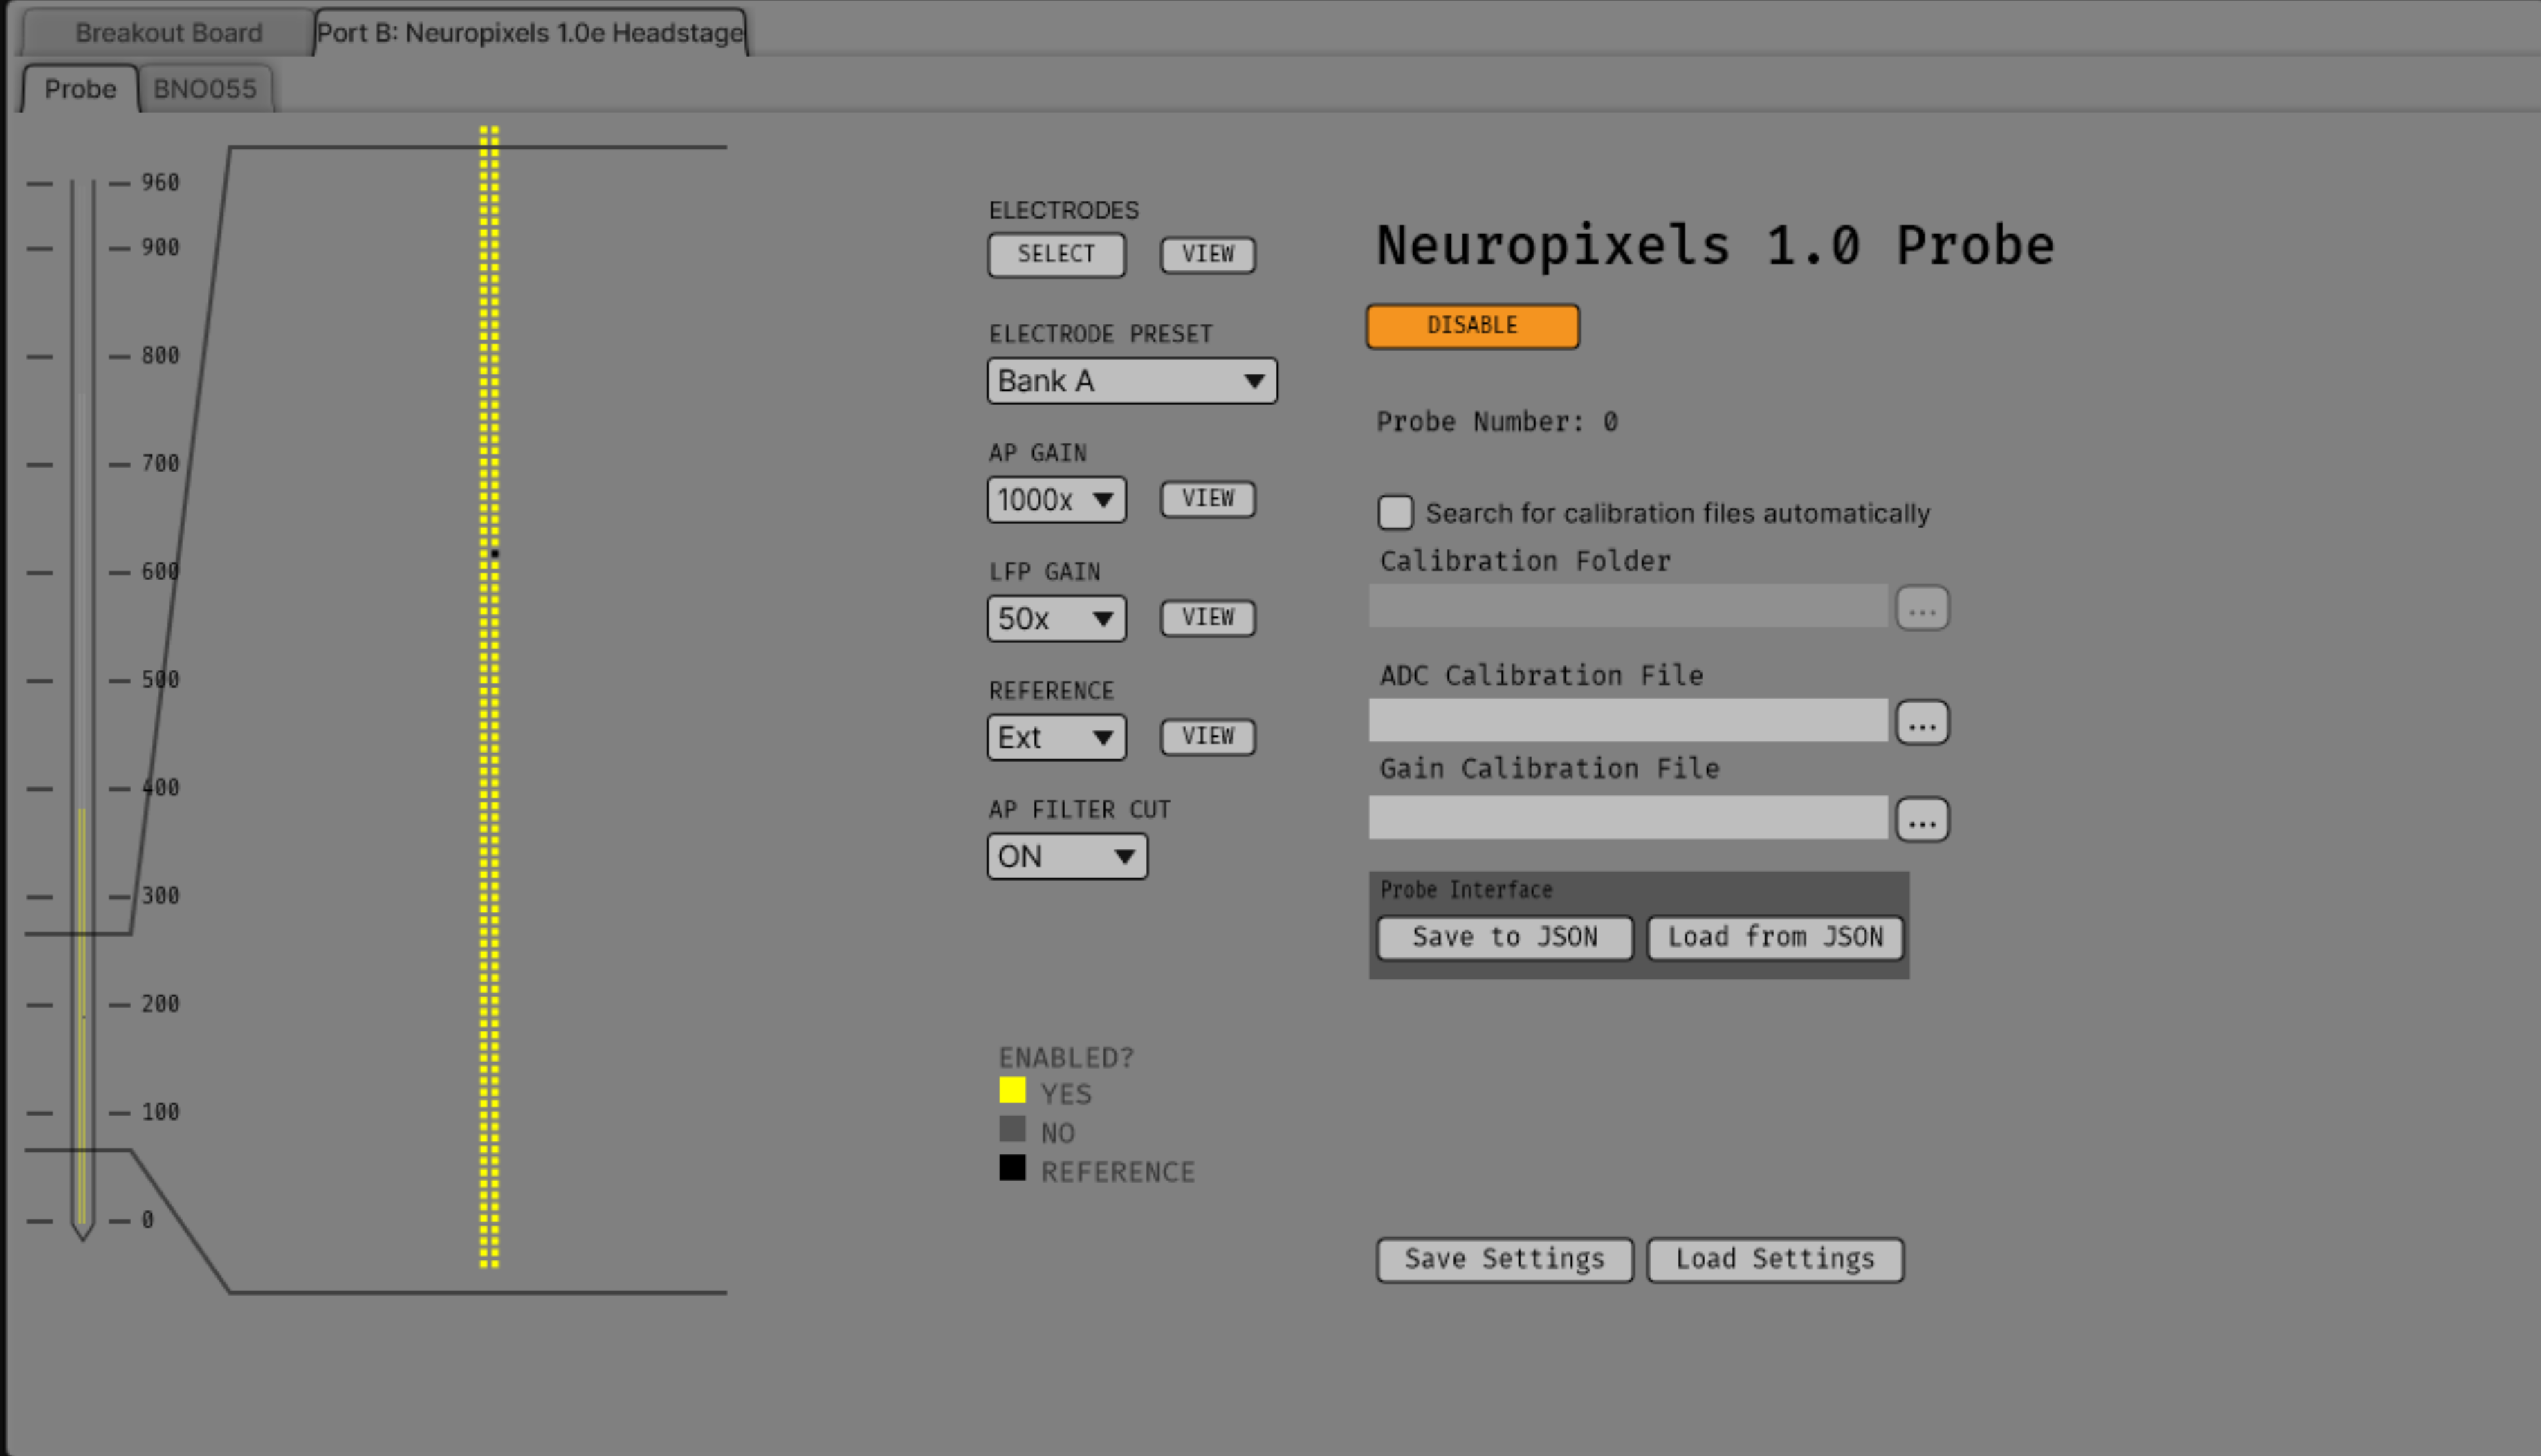 Breakout Board
Port B: Neuropixels 1.0e Headstage
Probe
BNO055
960
900
800
700
600
500
400
300
200
100
0
ELECTRODES
SELECT
VIEW
ELECTRODE PRESET
Bank A
AP GAIN
1000x
VIEW
LFP GAIN
50x
VIEW
REFERENCE
Ext
VIEW
AP FILTER CUT
ON
ENABLED?
YES
NO
REFERENCE
Neuropixels 1.0 Probe
DISABLE
Probe Number: 0
Search for calibration files automatically
Calibration Folder
...
ADC Calibration File
...
Gain Calibration File
...
Probe Interface
Save to JSON
Load from JSON
Save Settings
Load Settings